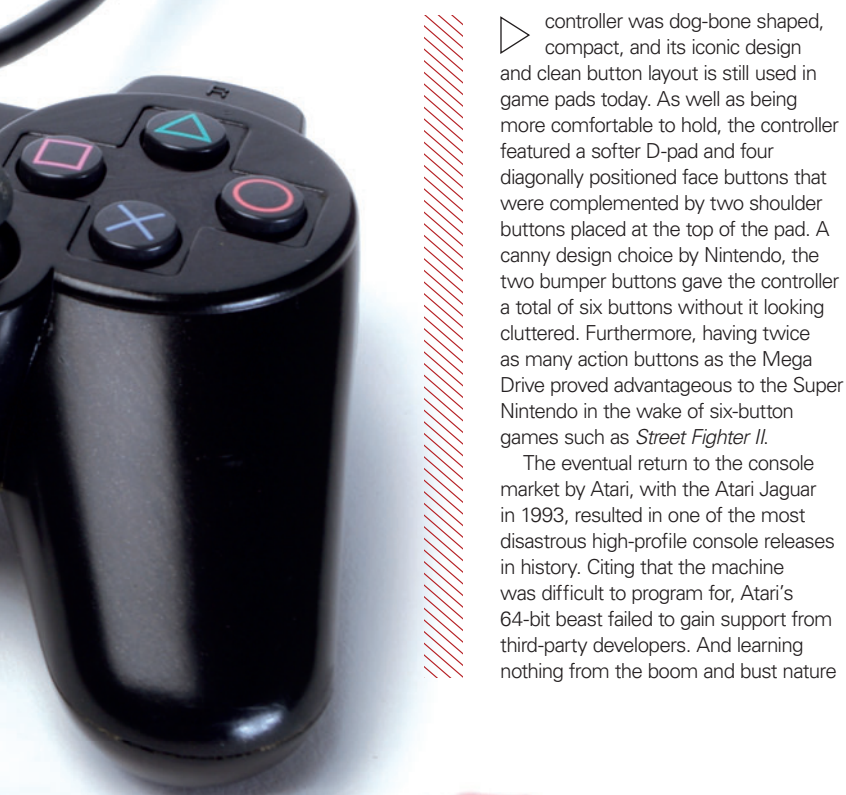 controller was dog-bone shaped,
compact, and its iconic design
and clean button layout is still used in
game pads today. As well as being
more comfortable to hold, the controller
featured a softer D-pad and four
diagonally positioned face buttons that
were complemented by two shoulder
buttons placed at the top of the pad. A
canny design choice by Nintendo, the
two bumper buttons gave the controller
a total of six buttons without it looking
cluttered. Furthermore, having twice
as many action buttons as the Mega
Drive proved advantageous to the Super
Nintendo in the wake of six-button
games such as Street Fighter II.
The eventual return to the console
market by Atari, with the Atari Jaguar
in 1993, resulted in one of the most
disastrous high-profile console releases
in history. Citing that the machine
was difficult to program for, Atari’s
64-bit beast failed to gain support from
third-party developers. And learning
nothing from the boom and bust nature